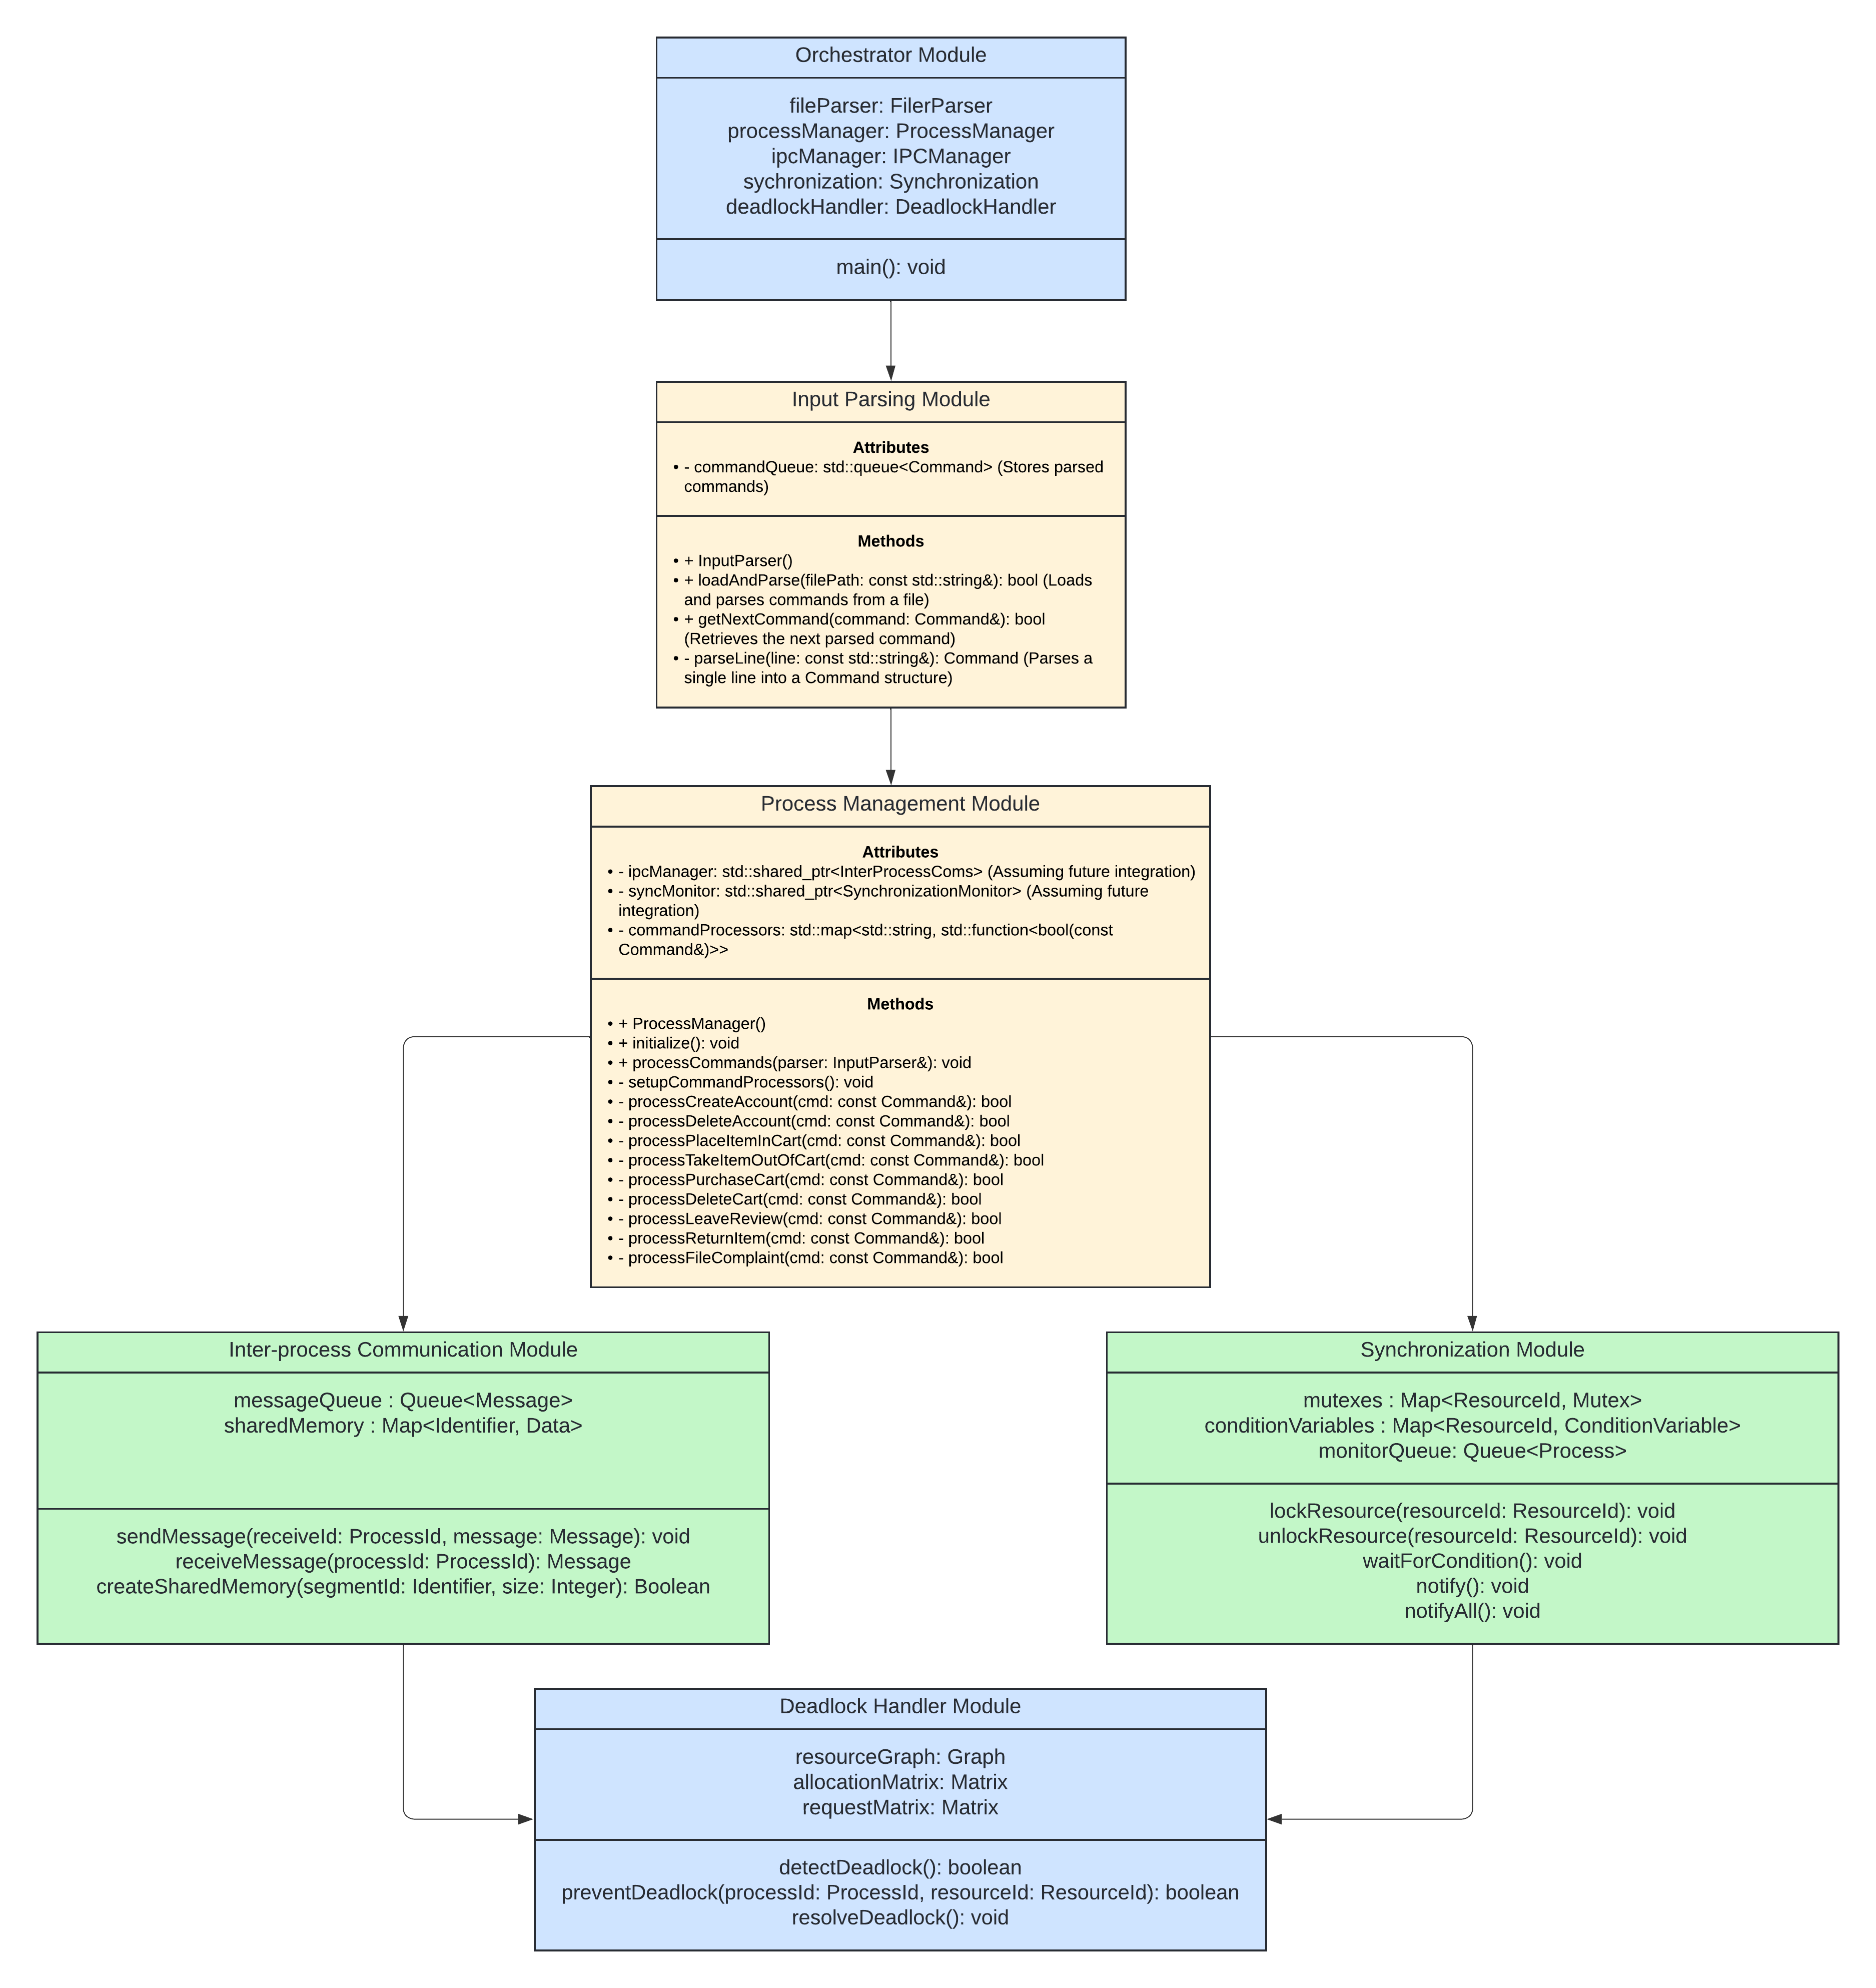 Orchestrator Module
fileParser: FilerParser
processManager: ProcessManager
ipcManager: IPCManager
sychronization: Synchronization
deadlockHandler: DeadlockHandler
main(): void
Input Parsing Module
Attributes
• - commandQueue: std::queue<Command> (Stores parsed
commands)
Methods
• + InputParser()
• + loadAndParse(filePath: const std::string&): bool (Loads
and parses commands from a file)
• + getNextCommand(command: Command&): bool
(Retrieves the next parsed command)
• - parseLine(line: const std::string&): Command (Parses a
single line into a Command structure)
Process Management Module
Attributes
• - ipcManager: std::shared_ptr<InterProcessComs> (Assuming future integration)
• - syncMonitor: std::shared_ptr<SynchronizationMonitor> (Assuming future
integration)
• - commandProcessors: std::map<std::string, std::function<bool(const
Command&)>>
Methods
• + ProcessManager()
• + initialize(): void
• + processCommands(parser: InputParser&): void
• - setupCommandProcessors(): void
• - processCreateAccount(cmd: const Command&): bool
• - processDeleteAccount(cmd: const Command&): bool
• - processPlaceItemInCart(cmd: const Command&): bool
• - processTakeItemOutOfCart(cmd: const Command&): bool
• - processPurchaseCart(cmd: const Command&): bool
• - processDeleteCart(cmd: const Command&): bool
• - processLeaveReview(cmd: const Command&): bool
• - processReturnItem(cmd: const Command&): bool
• - processFileComplaint(cmd: const Command&): bool
Inter-process Communication Module
messageQueue : Queue<Message>
sharedMemory : Map<Identifier, Data>
sendMessage(receiveId: ProcessId, message: Message): void
receiveMessage(processId: ProcessId): Message
createSharedMemory(segmentId: Identifier, size: Integer): Boolean
Synchronization Module
mutexes : Map<ResourceId, Mutex>
conditionVariables : Map<ResourceId, ConditionVariable>
monitorQueue: Queue<Process>
lockResource(resourceId: ResourceId): void
unlockResource(resourceId: ResourceId): void
waitForCondition(): void
notify(): void
notifyAll(): void
Deadlock Handler Module
resourceGraph: Graph
allocationMatrix: Matrix
requestMatrix: Matrix
detectDeadlock(): boolean
preventDeadlock(processId: ProcessId, resourceId: ResourceId): boolean
resolveDeadlock(): void